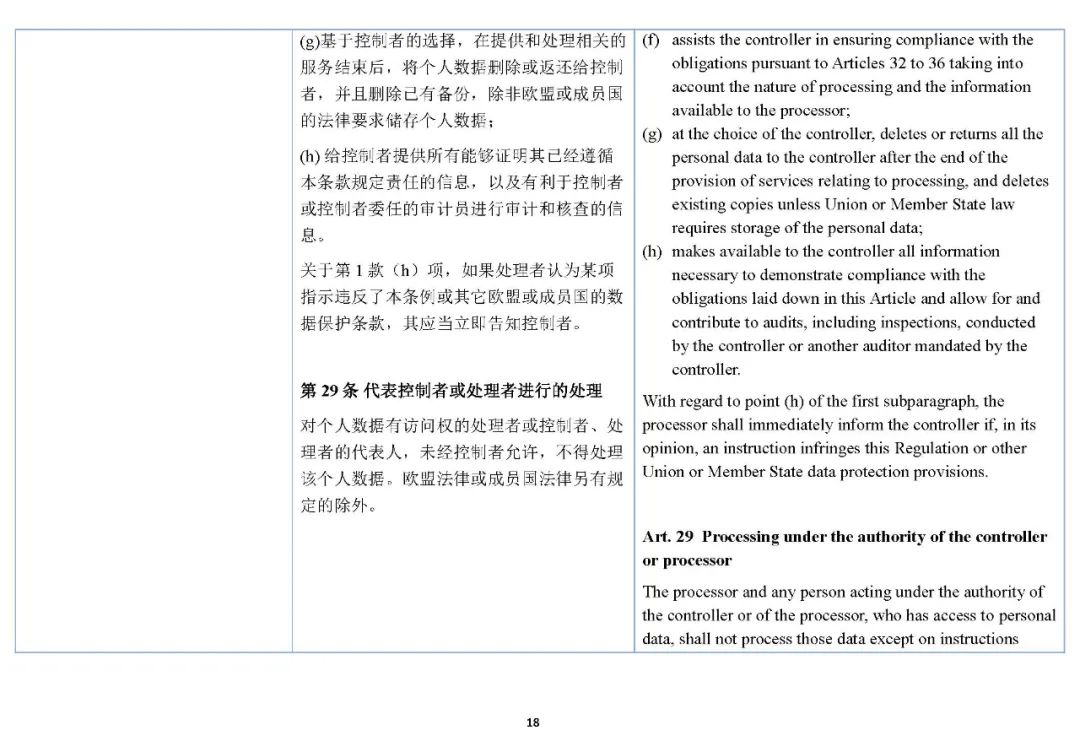 (g)基于控制者的选择，在提供和处理相关的
服务结束后，将个人数据删除或返还给控制
者，并且删除已有备份，除非欧盟或成员国
的法律要求储存个人数据；
(h) 给控制者提供所有能够证明其已经遵循
本条款规定责任的信息，以及有利于控制者
或控制者委任的审计员进行审计和核查的信
息。
关于第 1 款（h）项，如果处理者认为某项
指示违反了本条例或其它欧盟或成员国的数
据保护条款，其应当立即告知控制者。
第 29 条 代表控制者或处理者进行的处理
对个人数据有访问权的处理者或控制者、处
理者的代表人，未经控制者允许，不得处理
该个人数据。欧盟法律或成员国法律另有规
定的除外。
(f) assists the controller in ensuring compliance with the
obligations pursuant to Articles 32 to 36 taking into
account the nature of processing and the information
available to the processor;
(g) at the choice of the controller, deletes or returns all the
personal data to the controller after the end of the
provision of services relating to processing, and deletes
existing copies unless Union or Member State law
requires storage of the personal data;
(h) makes available to the controller all information
necessary to demonstrate compliance with the
obligations laid down in this Article and allow for and
contribute to audits, including inspections, conducted
by the controller or another auditor mandated by the
controller.
With regard to point (h) of the first subparagraph, the
processor shall immediately inform the controller if, in its
opinion, an instruction infringes this Regulation or other
Union or Member State data protection provisions.
Art. 29 Processing under the authority of the controller
or processor
The processor and any person acting under the authority of
the controller or of the processor, who has access to personal
data, shall not process those data except on instructions
18